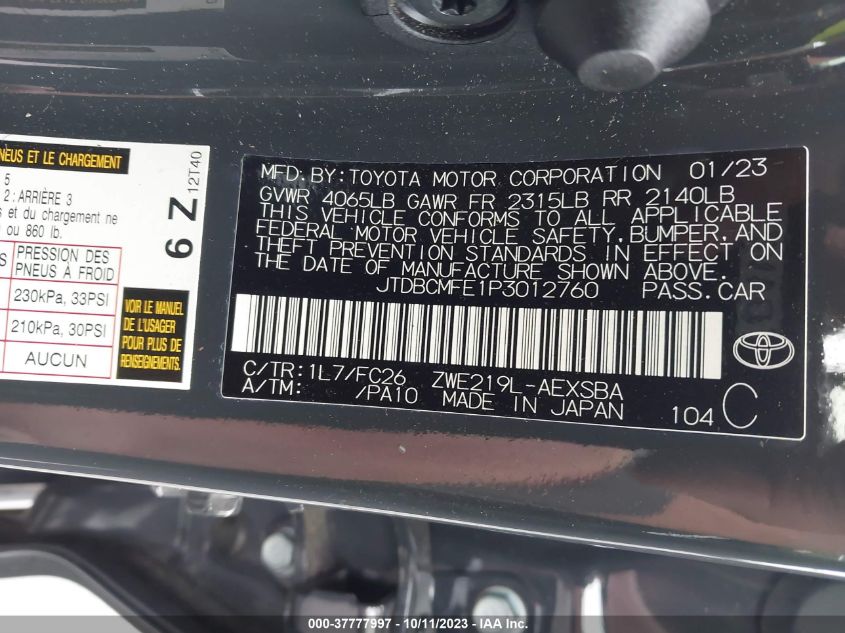 NEUS ET LE CHARGEMENT
5
2 : ARRIÈRE 3
et du chargement ne
ou 860 lb.
PRESSION DES
PNEUS À FROID
230kPa, 33PSI
210kPa, 30PSI
AUCUN
VOIR LE MANUEL
DE L'USAGER
POUR PLUS DE
RENSEIGNEMENTS.
6 Z
12T40
MFD. BY: TOYOTA MOTOR CORPORATION 01/23
GVWR 4065LB GAWR FR 2315LB RR 2140LB
THIS VEHICLE CONFORMS TO ALL APPLICABLE
FEDERAL MOTOR VEHICLE SAFETY, BUMPER, AND
THEFT PREVENTION STANDARDS IN EFFECT ON
THE DATE OF MANUFACTURE SHOWN ABOVE.
JTDBCMFE1P3012760 PASS.CAR
C/TR: 1L7/FC26 ZWE219L-AEXSBA
A/TM: /PA10 MADE IN JAPAN 104 C
000-37777997 - 10/11/2023 - IAA Inc.